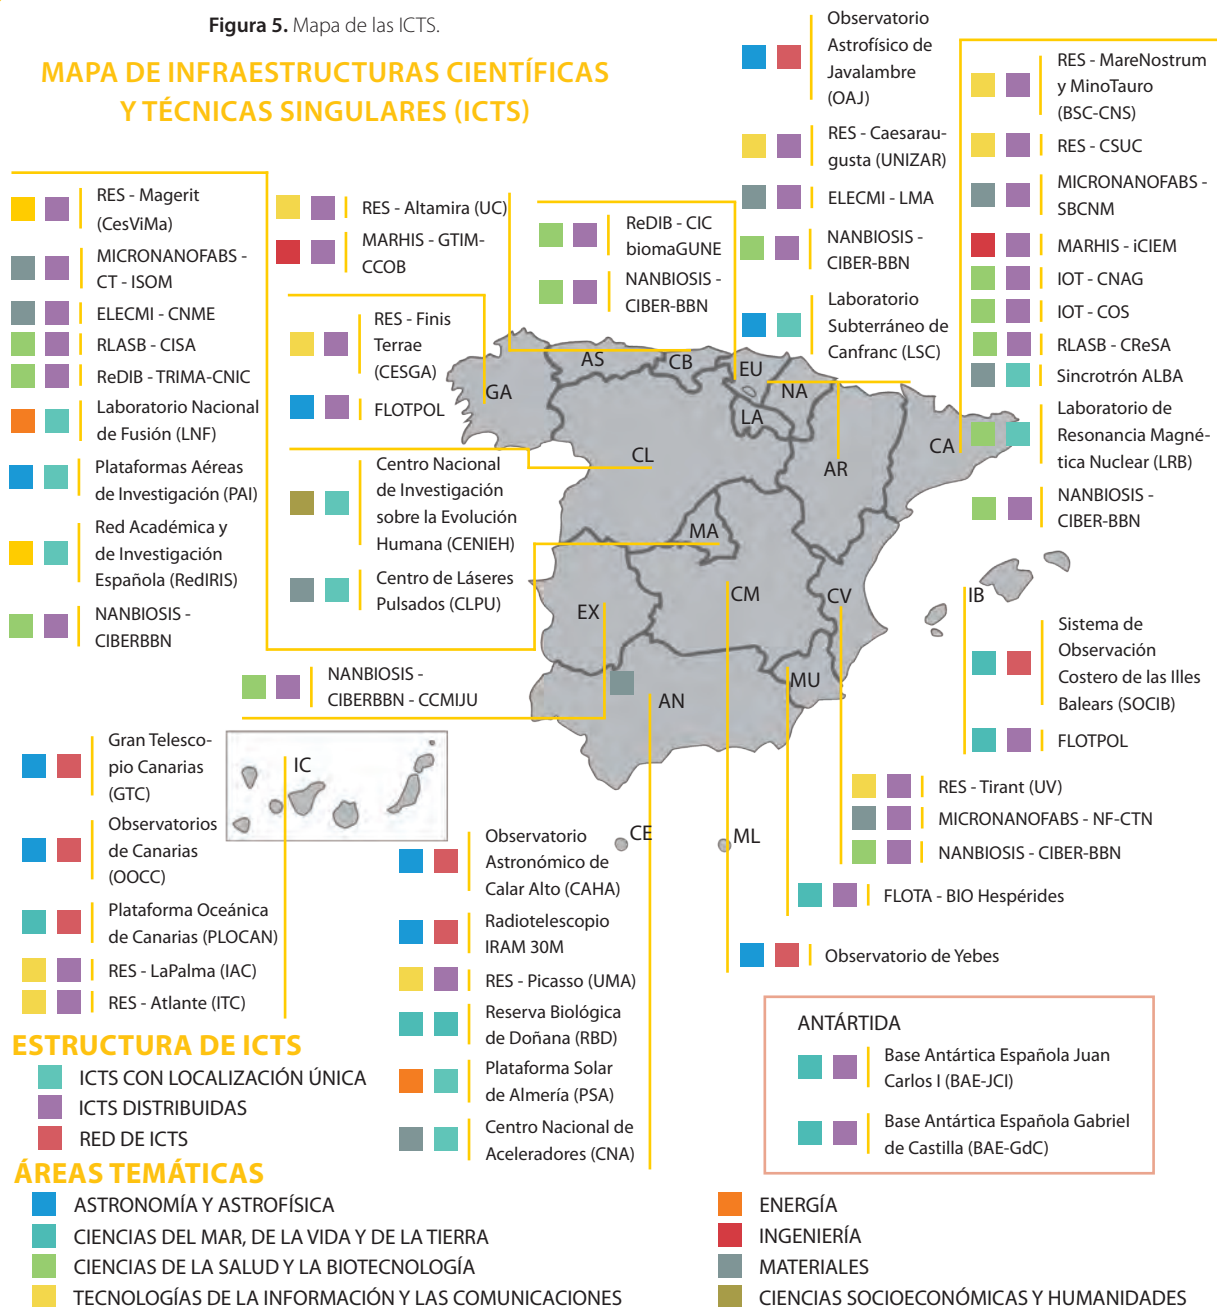 Figura 5. Mapa de las ICTS.
MAPA DE INFRAESTRUCTURAS CIENTÍFICAS
Y TÉCNICAS SINGULARES (ICTS)
RES - Magerit
(CesViMa)
MICRONANOFABS -
CT - ISOM
ELECMI - CNME
RLASB - CISA
ReDIB - TRIMA-CNIC
Laboratorio Nacional
de Fusión (LNF)
Plataformas Aéreas
de Investigación (PAI)
Red Académica y
de Investigación
Española (RedIRIS)
NANBIOSIS -
CIBERBBN
RES - Altamira (UC)
MARHIS - GTIM-
CCOB
RES - Finis
Terrae
(CESGA)
FLOTPOL
Centro Nacional
de Investigación
sobre la Evolución
Humana (CENIEH)
Centro de Láseres
Pulsados (CLPU)
NANBIOSIS -
CIBERBBN - CCMIJU
ReDIB - CIC
biomaGUNE
NANBIOSIS -
CIBER-BBN
Observatorio
Astrofísico de
Javalambre
(OAJ)
RES - Caesarau-
gusta (UNIZAR)
ELECMI - LMA
NANBIOSIS -
CIBER-BBN
Laboratorio
Subterráneo de
Canfranc (LSC)
RES - MareNostrum
y MinoTauro
(BSC-CNS)
RES - CSUC
MICRONANOFABS -
SBCNM
MARHIS - iCIEM
IOT - CNAG
IOT - COS
RLASB - CReSA
Sincrotrón ALBA
Laboratorio de
Resonancia Magné-
tica Nuclear (LRB)
NANBIOSIS -
CIBER-BBN
GA
AS
CB
EU
NA
LA
CL
AR
CA
MA
CM
CV
IB
EX
MU
AN
IC
CE
ML
Sistema de
Observación
Costero de las Illes
Balears (SOCIB)
FLOTPOL
RES - Tirant (UV)
MICRONANOFABS - NF-CTN
NANBIOSIS - CIBER-BBN
FLOTA - BIO Hespérides
Observatorio de Yebes
Gran Telesco-
pio Canarias
(GTC)
Observatorios
de Canarias
(OOCC)
Plataforma Oceánica
de Canarias (PLOCAN)
RES - LaPalma (IAC)
RES - Atlante (ITC)
Observatorio
Astronómico de
Calar Alto (CAHA)
Radiotelescopio
IRAM 30M
RES - Picasso (UMA)
Reserva Biológica
de Doñana (RBD)
Plataforma Solar
de Almería (PSA)
Centro Nacional de
Aceleradores (CNA)
ANTÁRTIDA
Base Antártica Española Juan
Carlos I (BAE-JCI)
Base Antártica Española Gabriel
de Castilla (BAE-GdC)
ESTRUCTURA DE ICTS
ICTS CON LOCALIZACIÓN ÚNICA
ICTS DISTRIBUIDAS
RED DE ICTS
ÁREAS TEMÁTICAS
ASTRONOMÍA Y ASTROFÍSICA
CIENCIAS DEL MAR, DE LA VIDA Y DE LA TIERRA
CIENCIAS DE LA SALUD Y LA BIOTECNOLOGÍA
TECNOLOGÍAS DE LA INFORMACIÓN Y LAS COMUNICACIONES
ENERGÍA
INGENIERÍA
MATERIALES
CIENCIAS SOCIOECONÓMICAS Y HUMANIDADES